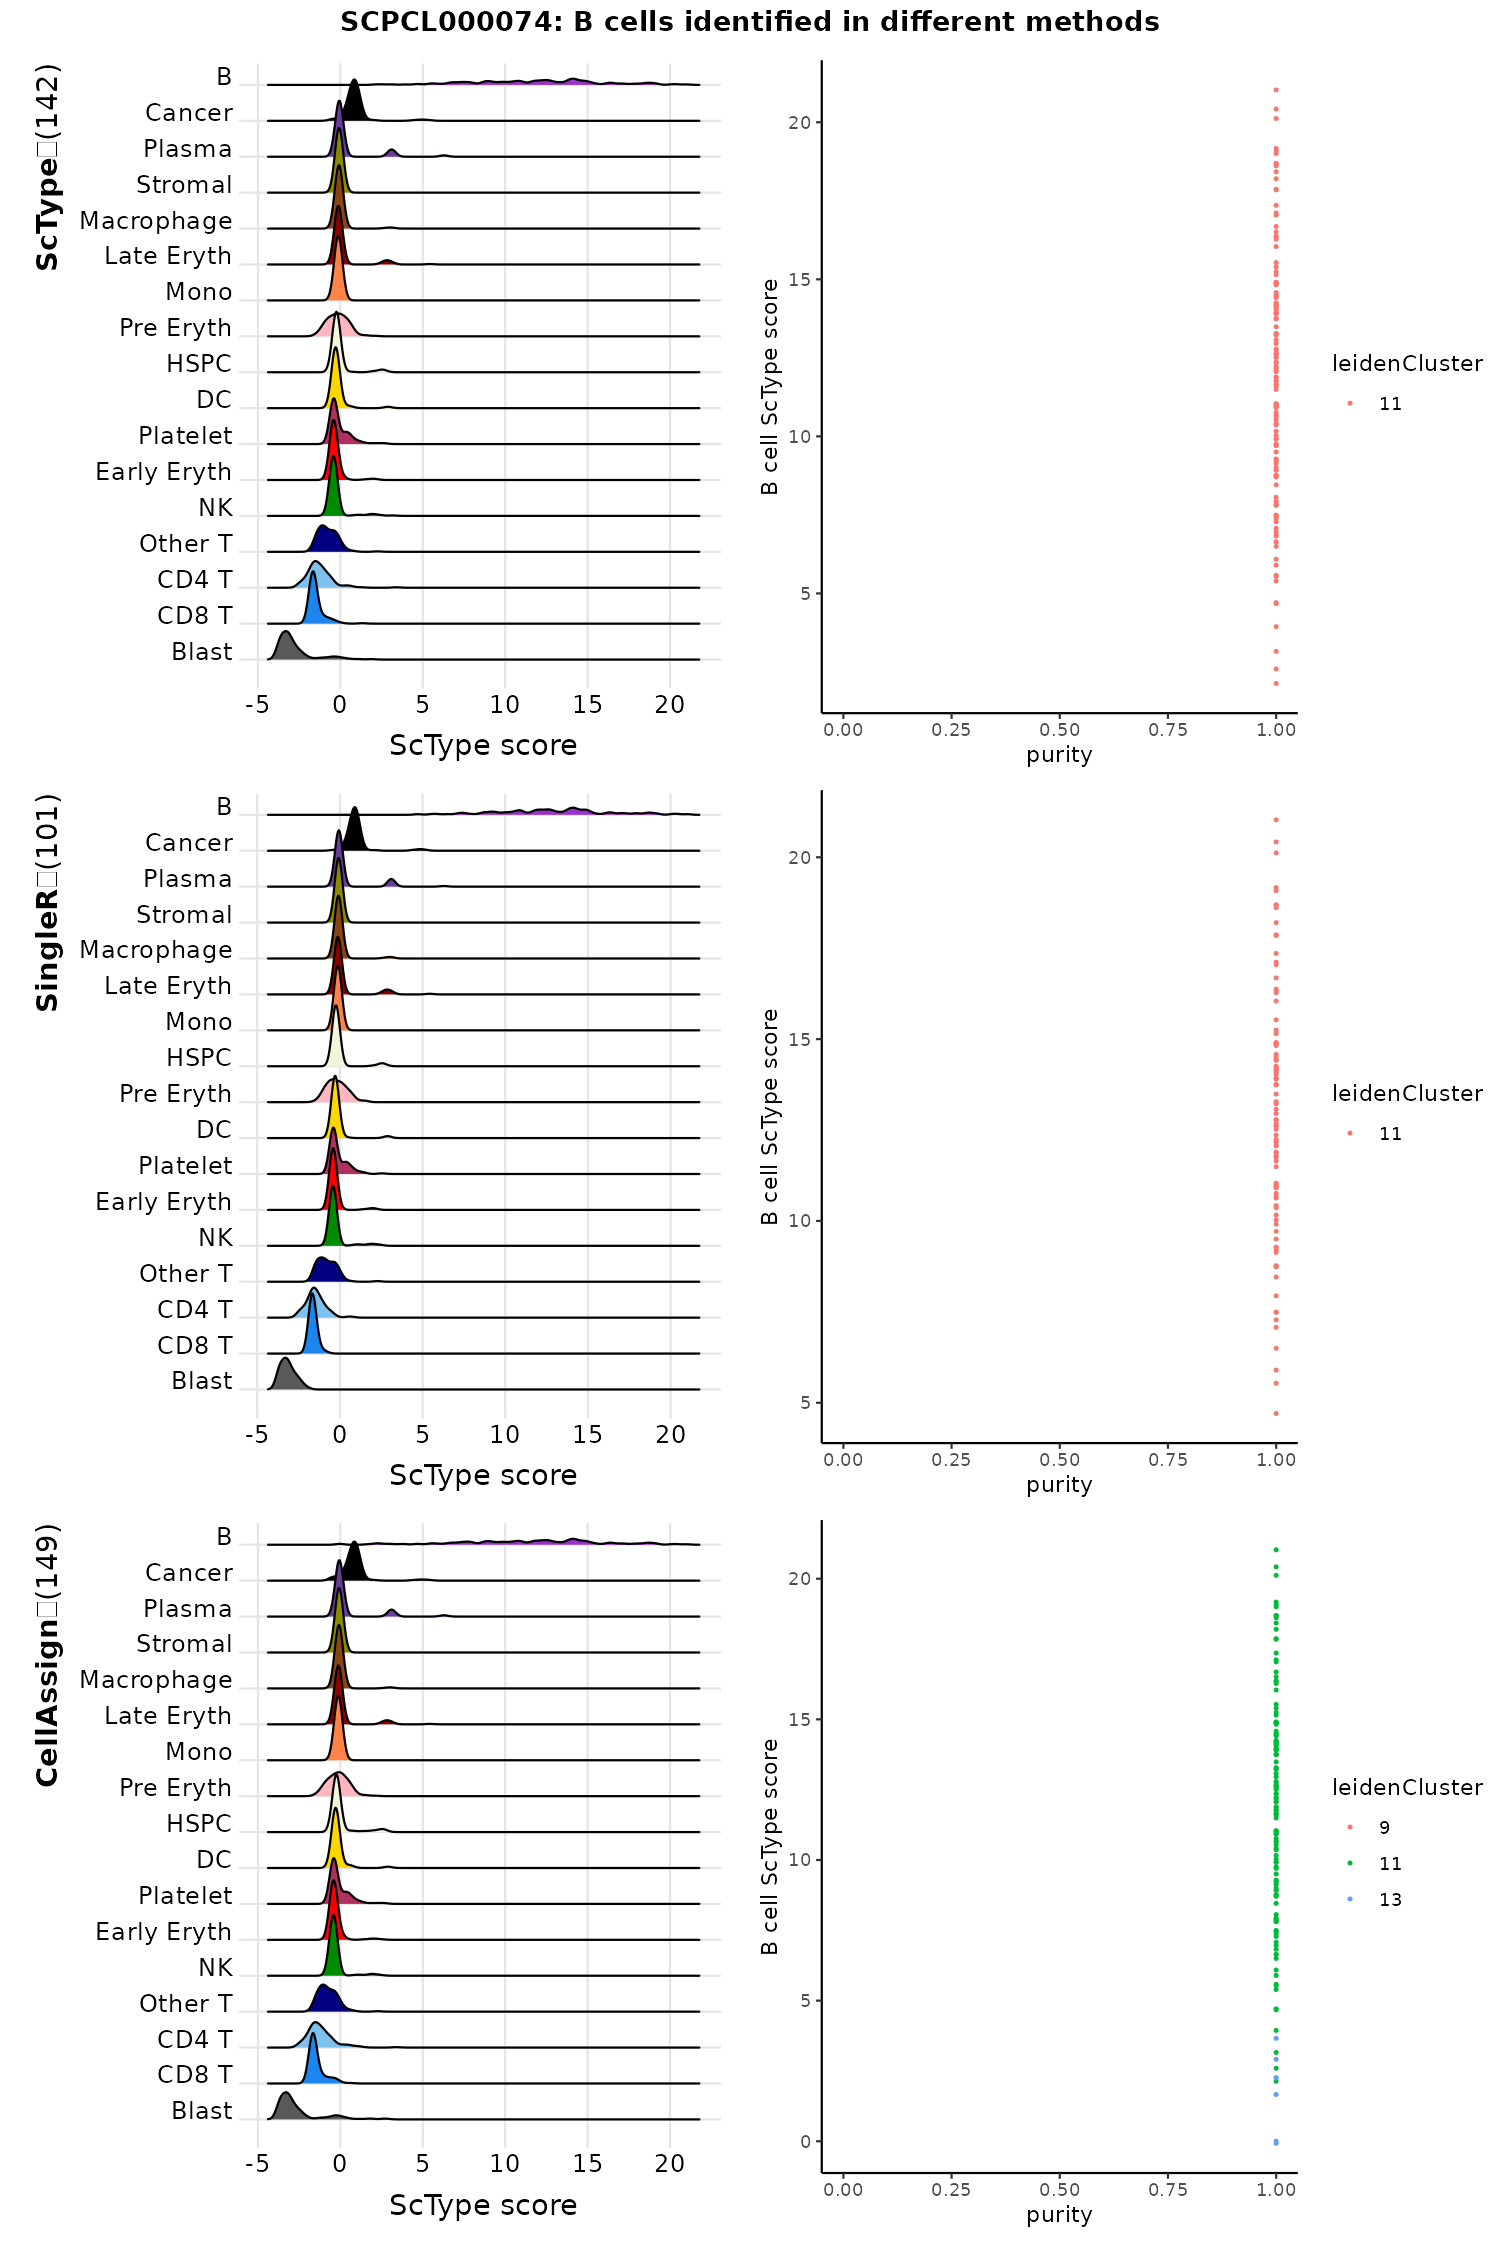 SCPCL000074: B cells identified in different methods
ScType□(142)
B
Cancer
Plasma
Stromal
Macrophage
Late Eryth
Mono
Pre Eryth
HSPC
DC
Platelet
Early Eryth
NK
Other T
CD4 T
CD8 T
Blast
-5 0 5 10 15 20
ScType score
B cell ScType score
20
15
10
5
0.00 0.25 0.50 0.75 1.00
purity
leidenCluster
11
SingleR□(101)
B
Cancer
Plasma
Stromal
Macrophage
Late Eryth
Mono
HSPC
Pre Eryth
DC
Platelet
Early Eryth
NK
Other T
CD4 T
CD8 T
Blast
-5 0 5 10 15 20
ScType score
B cell ScType score
20
15
10
5
0.00 0.25 0.50 0.75 1.00
purity
leidenCluster
11
CellAssign□(149)
B
Cancer
Plasma
Stromal
Macrophage
Late Eryth
Mono
Pre Eryth
HSPC
DC
Platelet
Early Eryth
NK
Other T
CD4 T
CD8 T
Blast
-5 0 5 10 15 20
ScType score
B cell ScType score
20
15
10
5
0
0.00 0.25 0.50 0.75 1.00
purity
leidenCluster
9
11
13